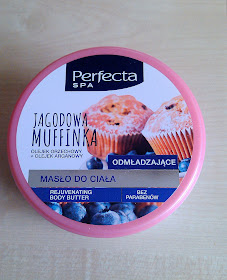 Perfecta
SPA
JAGODOWA
MUFFINKA
OLEJEK ORZECHOWY
+ OLEJEK ARGANOWY
ODMŁADZAJĄCE
MASŁO DO CIAŁA
REJUVENATING
BODY BUTTER
BEZ
PARABENÓW